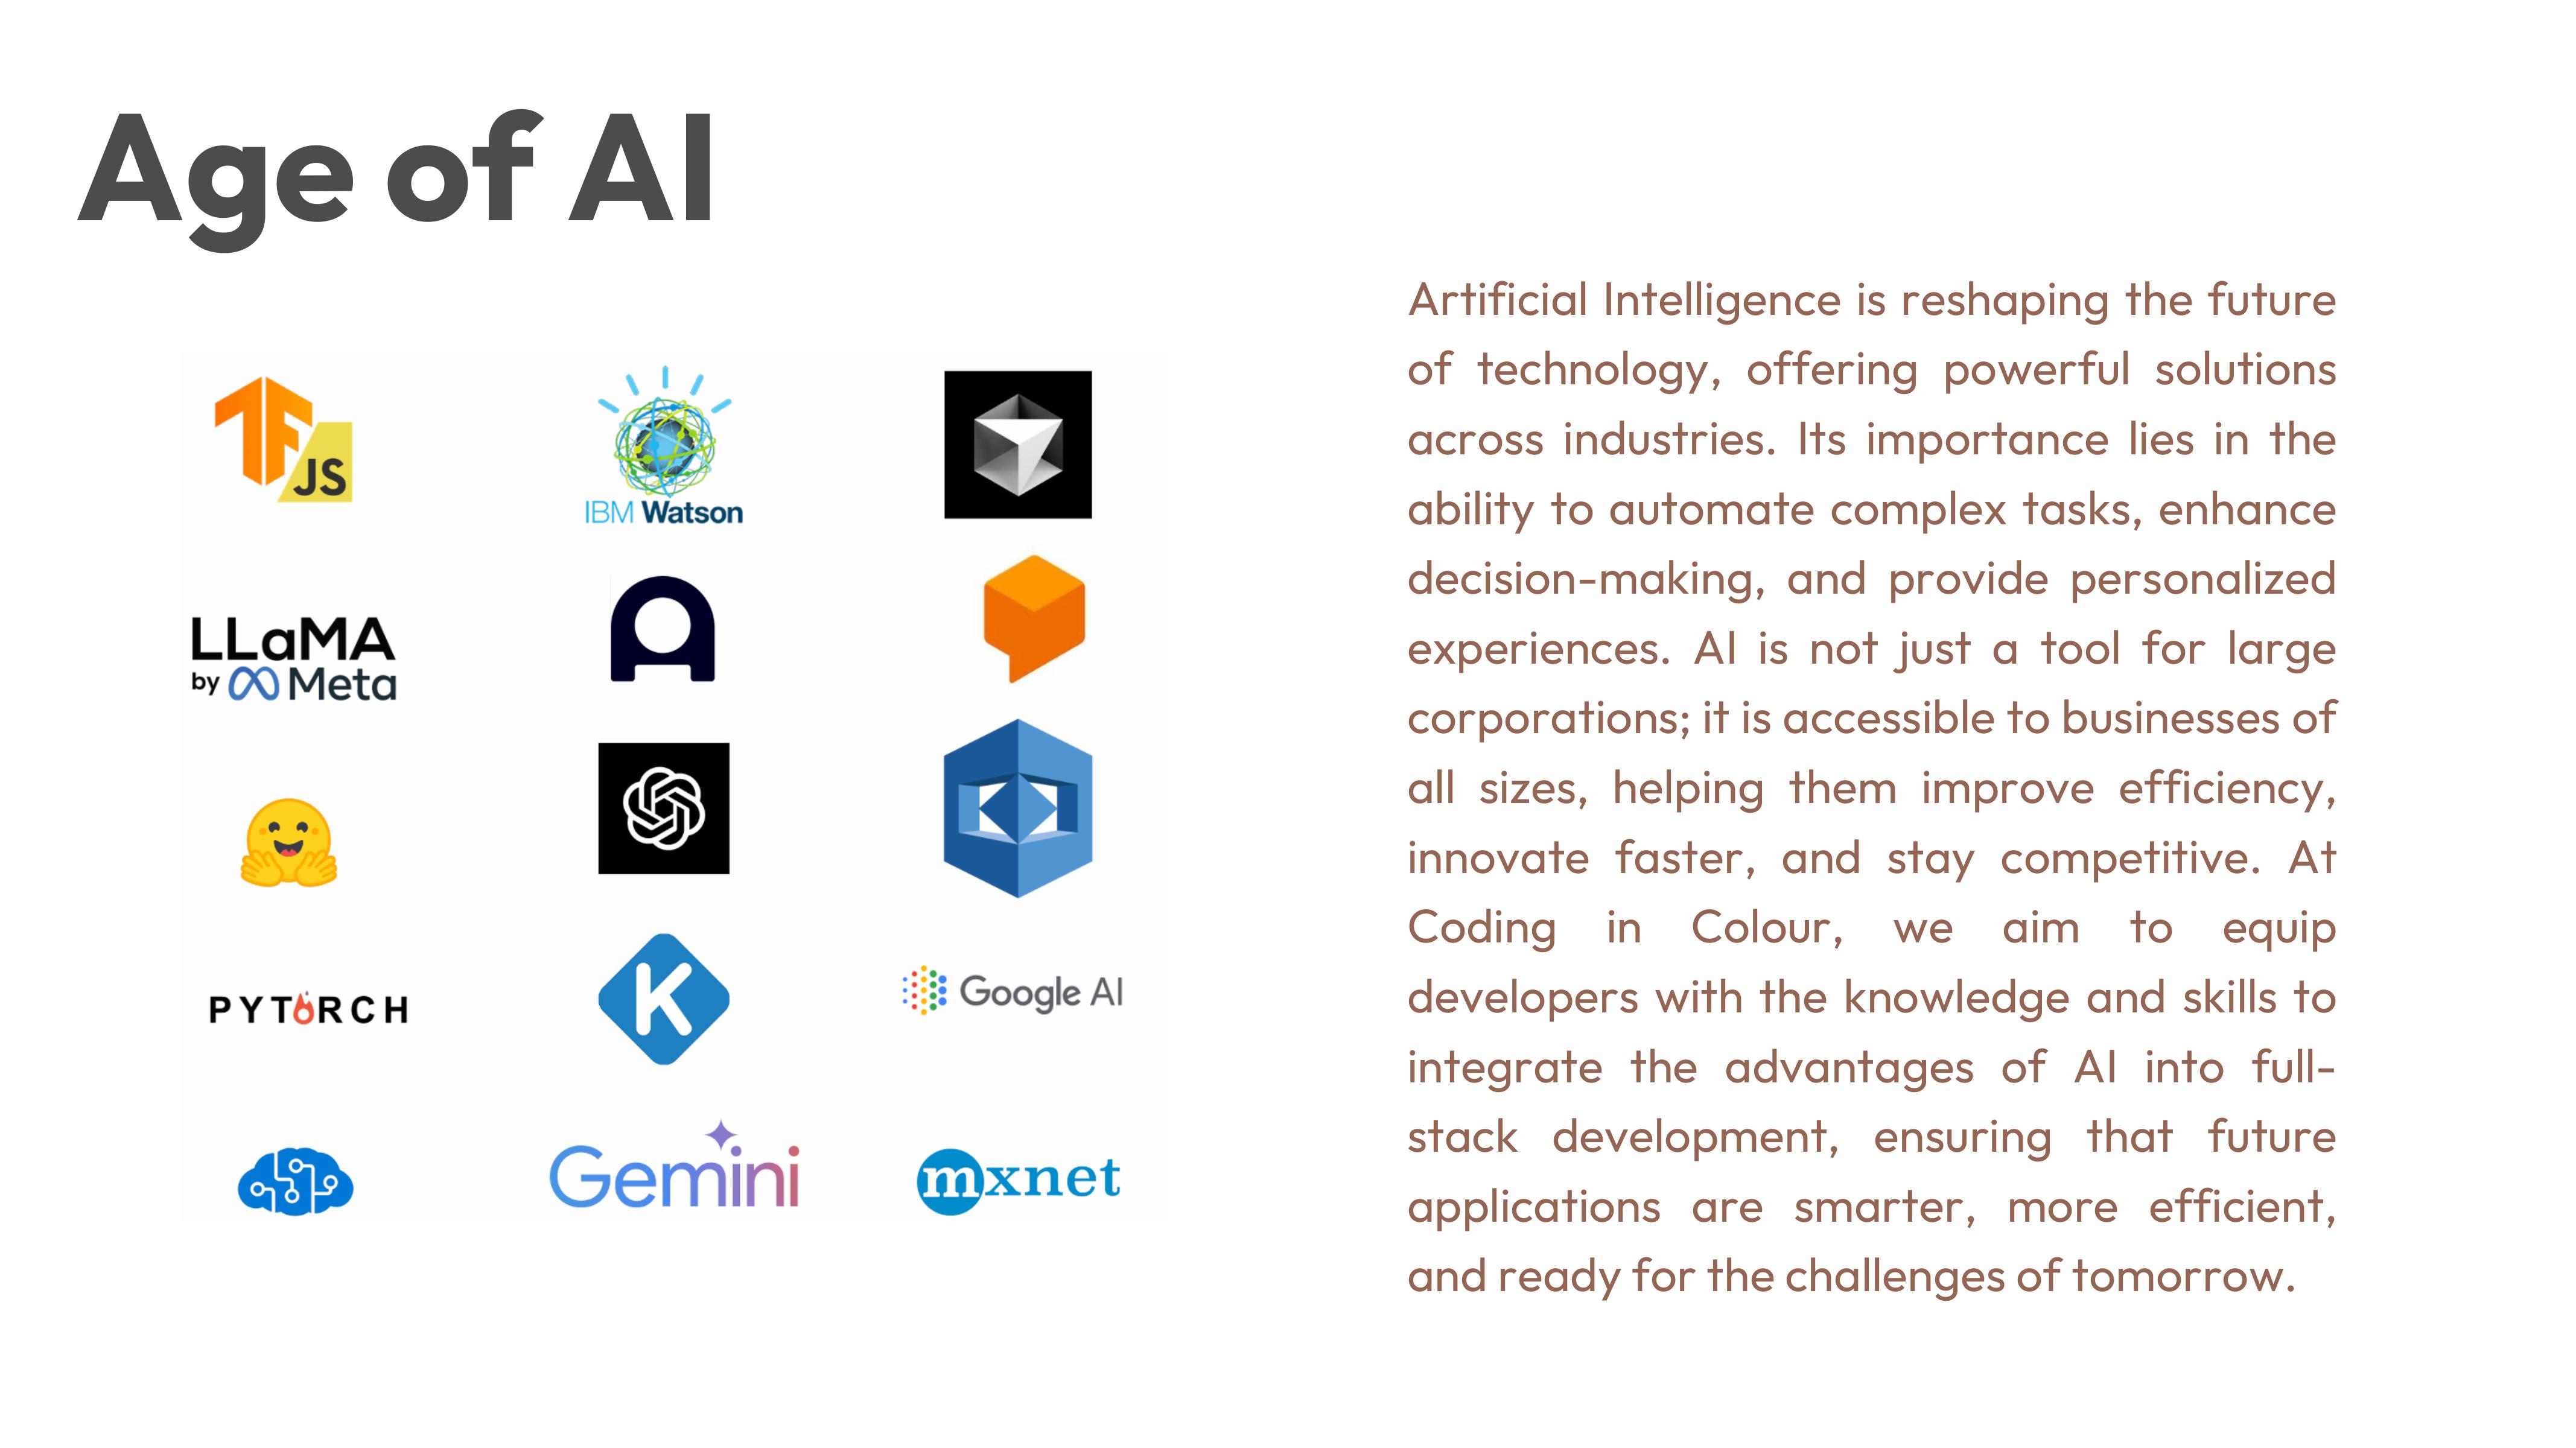 Age of AI
JS
IBM Watson
LLaMA
by Meta
PYTORCH
K
Google AI
Gemini
mxnet
Artificial Intelligence is reshaping the future
of technology, offering powerful solutions
across industries. Its importance lies in the
ability to automate complex tasks, enhance
decision-making, and provide personalized
experiences. AI is not just a tool for large
corporations; it is accessible to businesses of
all sizes, helping them improve efficiency,
innovate faster, and stay competitive. At
Coding in Colour, we aim to equip
developers with the knowledge and skills to
integrate the advantages of AI into full-
stack development, ensuring that future
applications are smarter, more efficient,
and ready for the challenges of tomorrow.